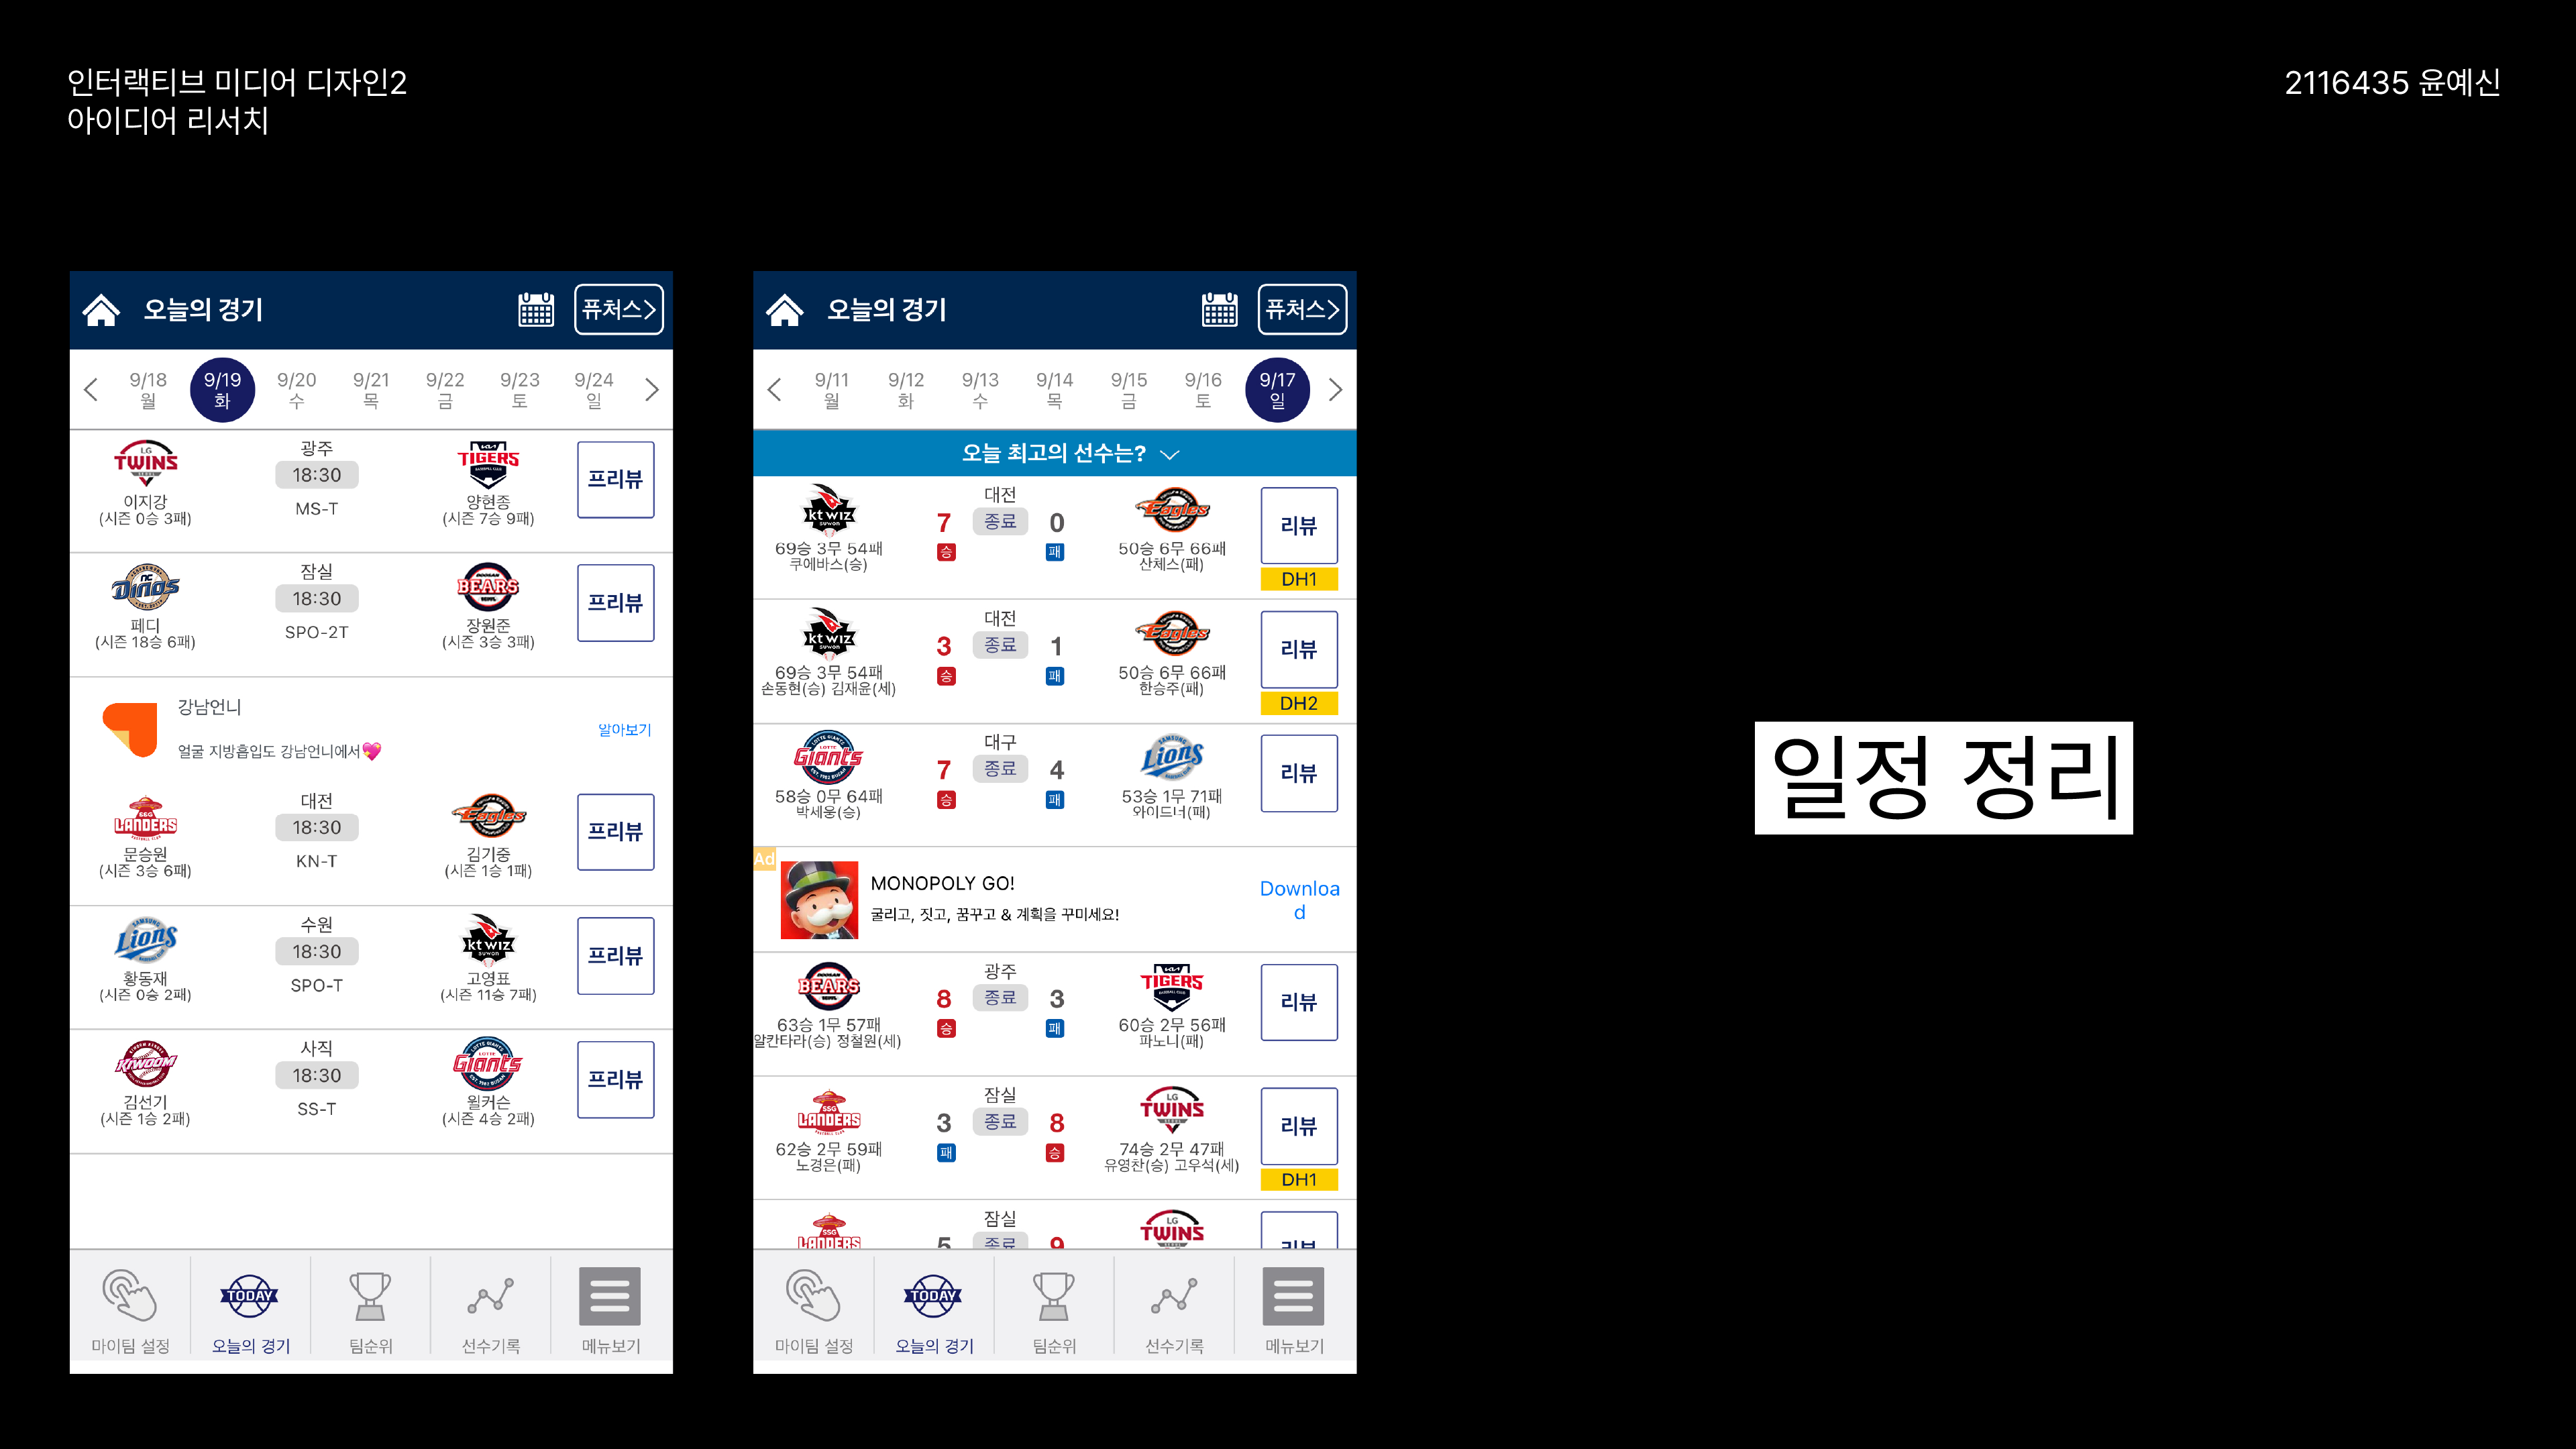 인터랙티브 미디어 디자인2
아이디어 리서치
2116435 윤예신
오늘의 경기
퓨처스>
9/18 9/19 9/20 9/21 9/22 9/23 9/24
월 화 수 목 금 토 일
LG TWINS
이지강
(시즌 0승 3패)
광주
18:30
MS-T
KIA TIGERS
양현종
(시즌 7승 9패)
프리뷰
NC Dinos
페디
(시즌 18승 6패)
잠실
18:30
SPO-2T
DOOSAN BEARS
장원준
(시즌 3승 3패)
프리뷰
강남언니
얼굴 지방흡입도 강남언니에서💖
알아보기
SSG LANDERS
문승원
(시즌 3승 6패)
대전
18:30
KN-T
Eagles
김기중
(시즌 1승 1패)
프리뷰
SAMSUNG Lions
황동재
(시즌 0승 2패)
수원
18:30
SPO-T
kt wiz suwon
고영표
(시즌 11승 7패)
프리뷰
KIWOOM
김선기
(시즌 1승 2패)
사직
18:30
SS-T
LOTTE Giants
윌커슨
(시즌 4승 2패)
프리뷰
마이팀 설정
TODAY
오늘의 경기
팀순위
선수기록
메뉴보기
오늘의 경기
퓨처스>
9/11 9/12 9/13 9/14 9/15 9/16 9/17
월 화 수 목 금 토 일
오늘 최고의 선수는?
kt wiz suwon
69승 3무 54패
쿠에바스(승)
대전
7 종료 0
승 패
Eagles
50승 6무 66패
산체스(패)
리뷰
DH1
kt wiz suwon
69승 3무 54패
손동현(승) 김재윤(세)
대전
3 종료 1
승 패
Eagles
50승 6무 66패
한승주(패)
리뷰
DH2
LOTTE Giants
58승 0무 64패
박세웅(승)
대구
7 종료 4
승 패
SAMSUNG Lions
53승 1무 71패
와이드너(패)
리뷰
Ad
MONOPOLY GO!
굴리고, 짓고, 꿈꾸고 & 계획을 꾸미세요!
Downloa
d
DOOSAN BEARS
63승 1무 57패
알칸타라(승) 정철원(세)
광주
8 종료 3
승 패
KIA TIGERS
60승 2무 56패
파노니(패)
리뷰
SSG LANDERS
62승 2무 59패
노경은(패)
잠실
3 종료 8
패 승
LG TWINS
74승 2무 47패
유영찬(승) 고우석(세)
리뷰
DH1
SSG LANDERS
잠실
5 종료 9
LG TWINS
리뷰
마이팀 설정
TODAY
오늘의 경기
팀순위
선수기록
메뉴보기
일정 정리